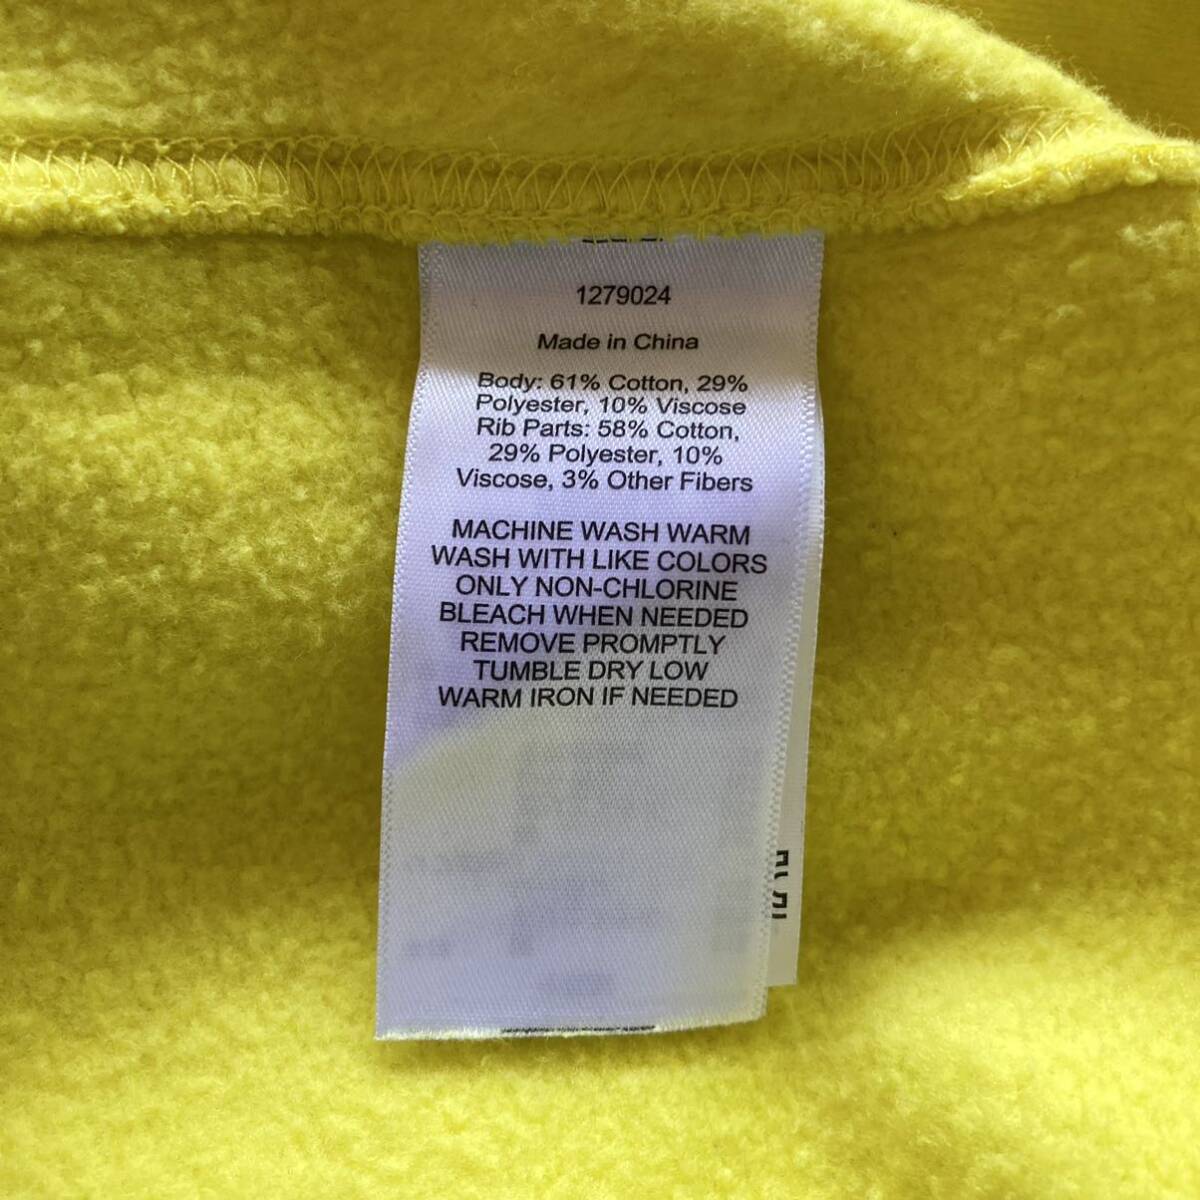 1279024
Made in China
Body: 61% Cotton, 29%
Polyester, 10% Viscose
Rib Parts: 58% Cotton,
29% Polyester, 10%
Viscose, 3% Other Fibers
MACHINE WASH WARM
WASH WITH LIKE COLORS
ONLY NON-CHLORINE
BLEACH WHEN NEEDED
REMOVE PROMPTLY
TUMBLE DRY LOW
WARM IRON IF NEEDED